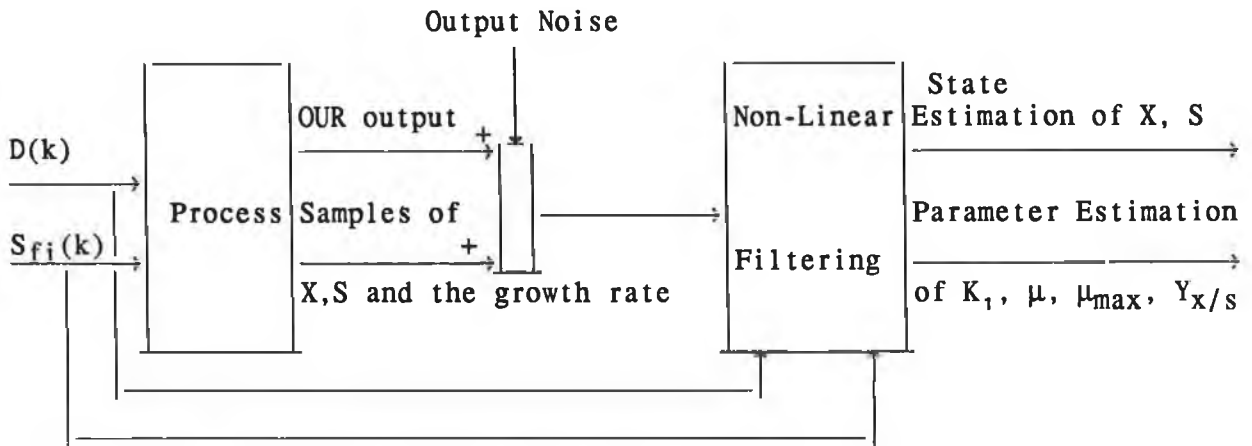 Output Noise
State
OUR output
+
Non-Linear
Estimation of X, S
D(k)
Process
Samples of
Parameter Estimation
S_fi(k)
+
Filtering
X,S and the growth rate
of K₁, μ, μ_max, Y_x/s